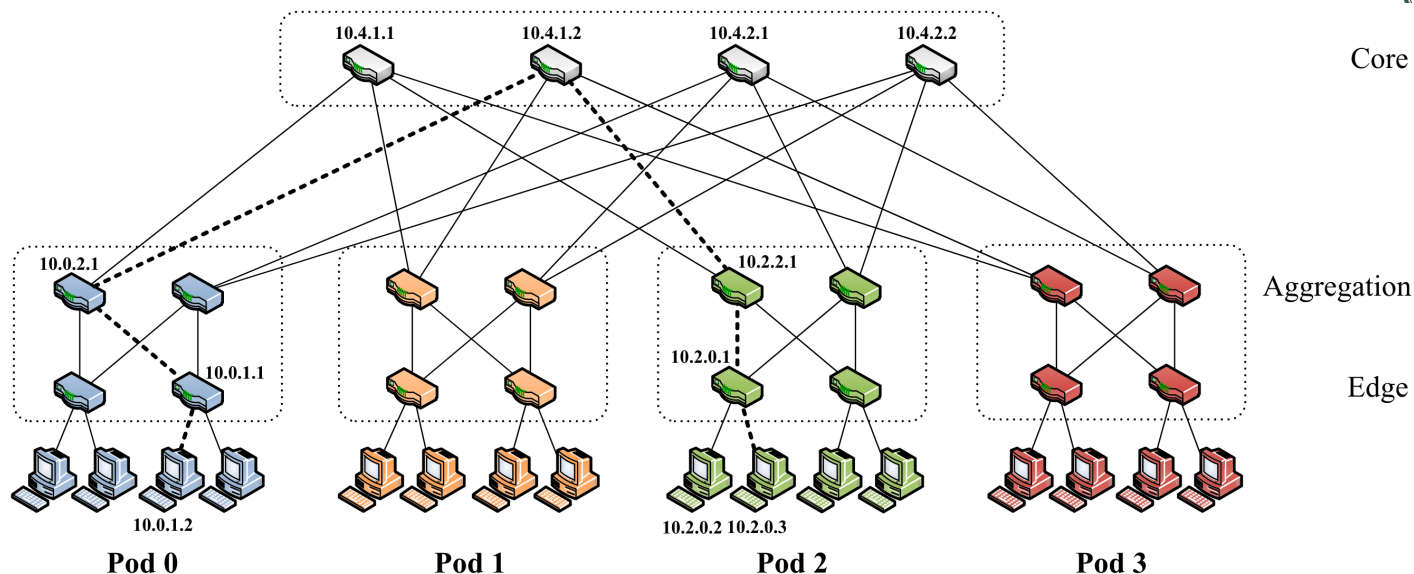 10.4.1.1
10.4.1.2
10.4.2.1
10.4.2.2
Core
10.0.2.1
10.2.2.1
Aggregation
10.2.0.1
10.0.1.1
Edge
10.0.1.2
10.2.0.2
10.2.0.3
Pod 0
Pod 1
Pod 2
Pod 3